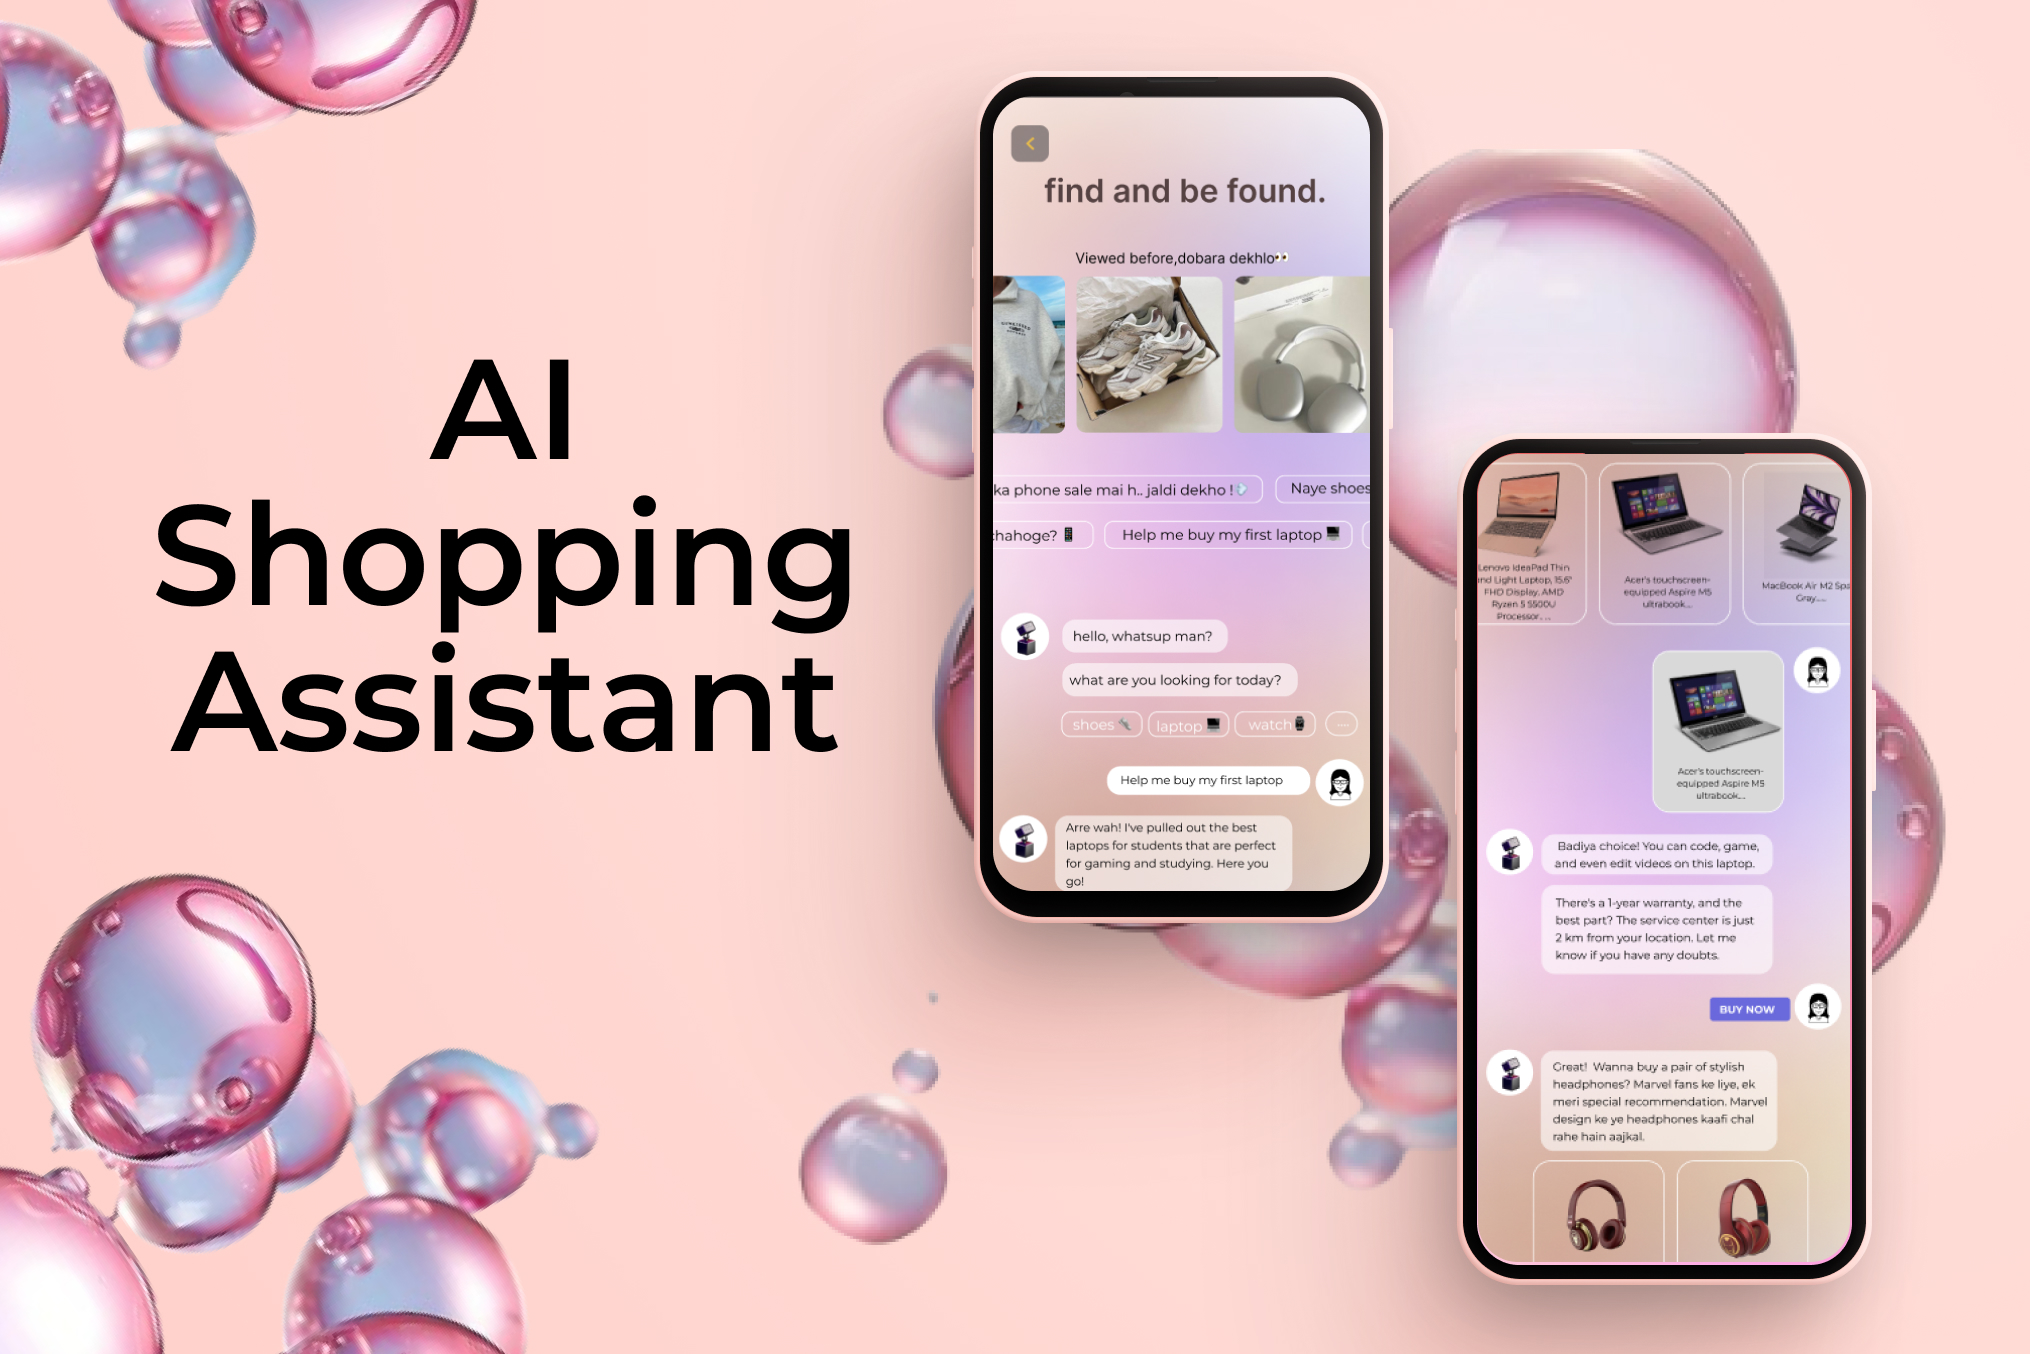 AI
Shopping
Assistant
find and be found.
Viewed before,dobara dekhlo👀
ka phone sale mai h.. jaldi dekho !💨
Naye shoes
chahoge? 📱
Help me buy my first laptop 💻
hello, whatsup man?
what are you looking for today?
shoes 👟
laptop 💻
watch⌚
....
Help me buy my first laptop
Arre wah! I've pulled out the best
laptops for students that are perfect
for gaming and studying. Here you
go!
Lenovo IdeaPad Thin
and Light Laptop, 15.6"
FHD Display, AMD
Ryzen 5 5500U
Processor.. ...
Acer's touchscreen-
equipped Aspire M5
ultrabook...
MacBook Air M2 Spa
Gray.....
Acer's touchscreen-
equipped Aspire M5
ultrabook...
Badiya choice! You can code, game,
and even edit videos on this laptop.
There's a 1-year warranty, and the
best part? The service center is just
2 km from your location. Let me
know if you have any doubts.
BUY NOW
Great! Wanna buy a pair of stylish
headphones? Marvel fans ke liye, ek
meri special recommendation. Marvel
design ke ye headphones kaafi chal
rahe hain aajkal.